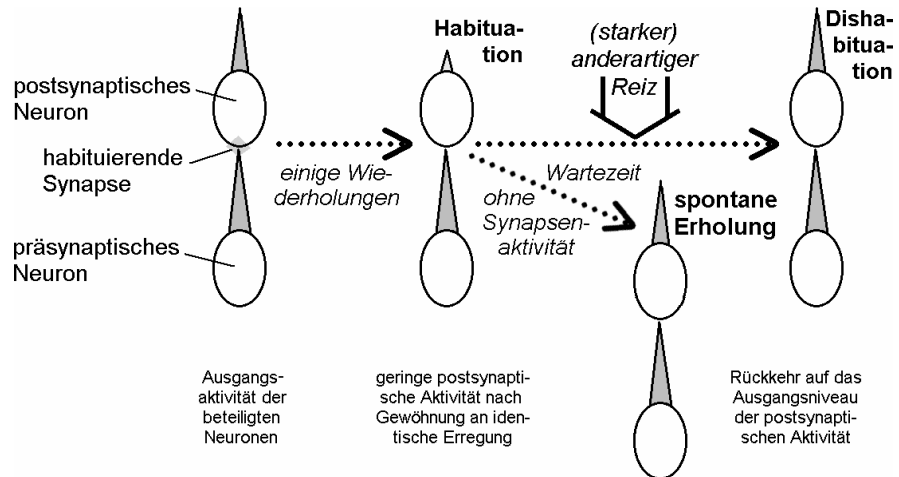 postsynaptisches
Neuron
habituierende
Synapse
präsynaptisches
Neuron
einige Wie-
derholungen
Habitua-
tion
(starker)
anderartiger
Reiz
Wartezeit
ohne
Synapsen-
aktivität
spontane
Erholung
Disha-
bitua-
tion
Ausgangs-
aktivität der
beteiligten
Neuronen
geringe postsynapti-
sche Aktivität nach
Gewöhnung an iden-
tische Erregung
Rückkehr auf das
Ausgangsniveau
der postsynapti-
schen Aktivität